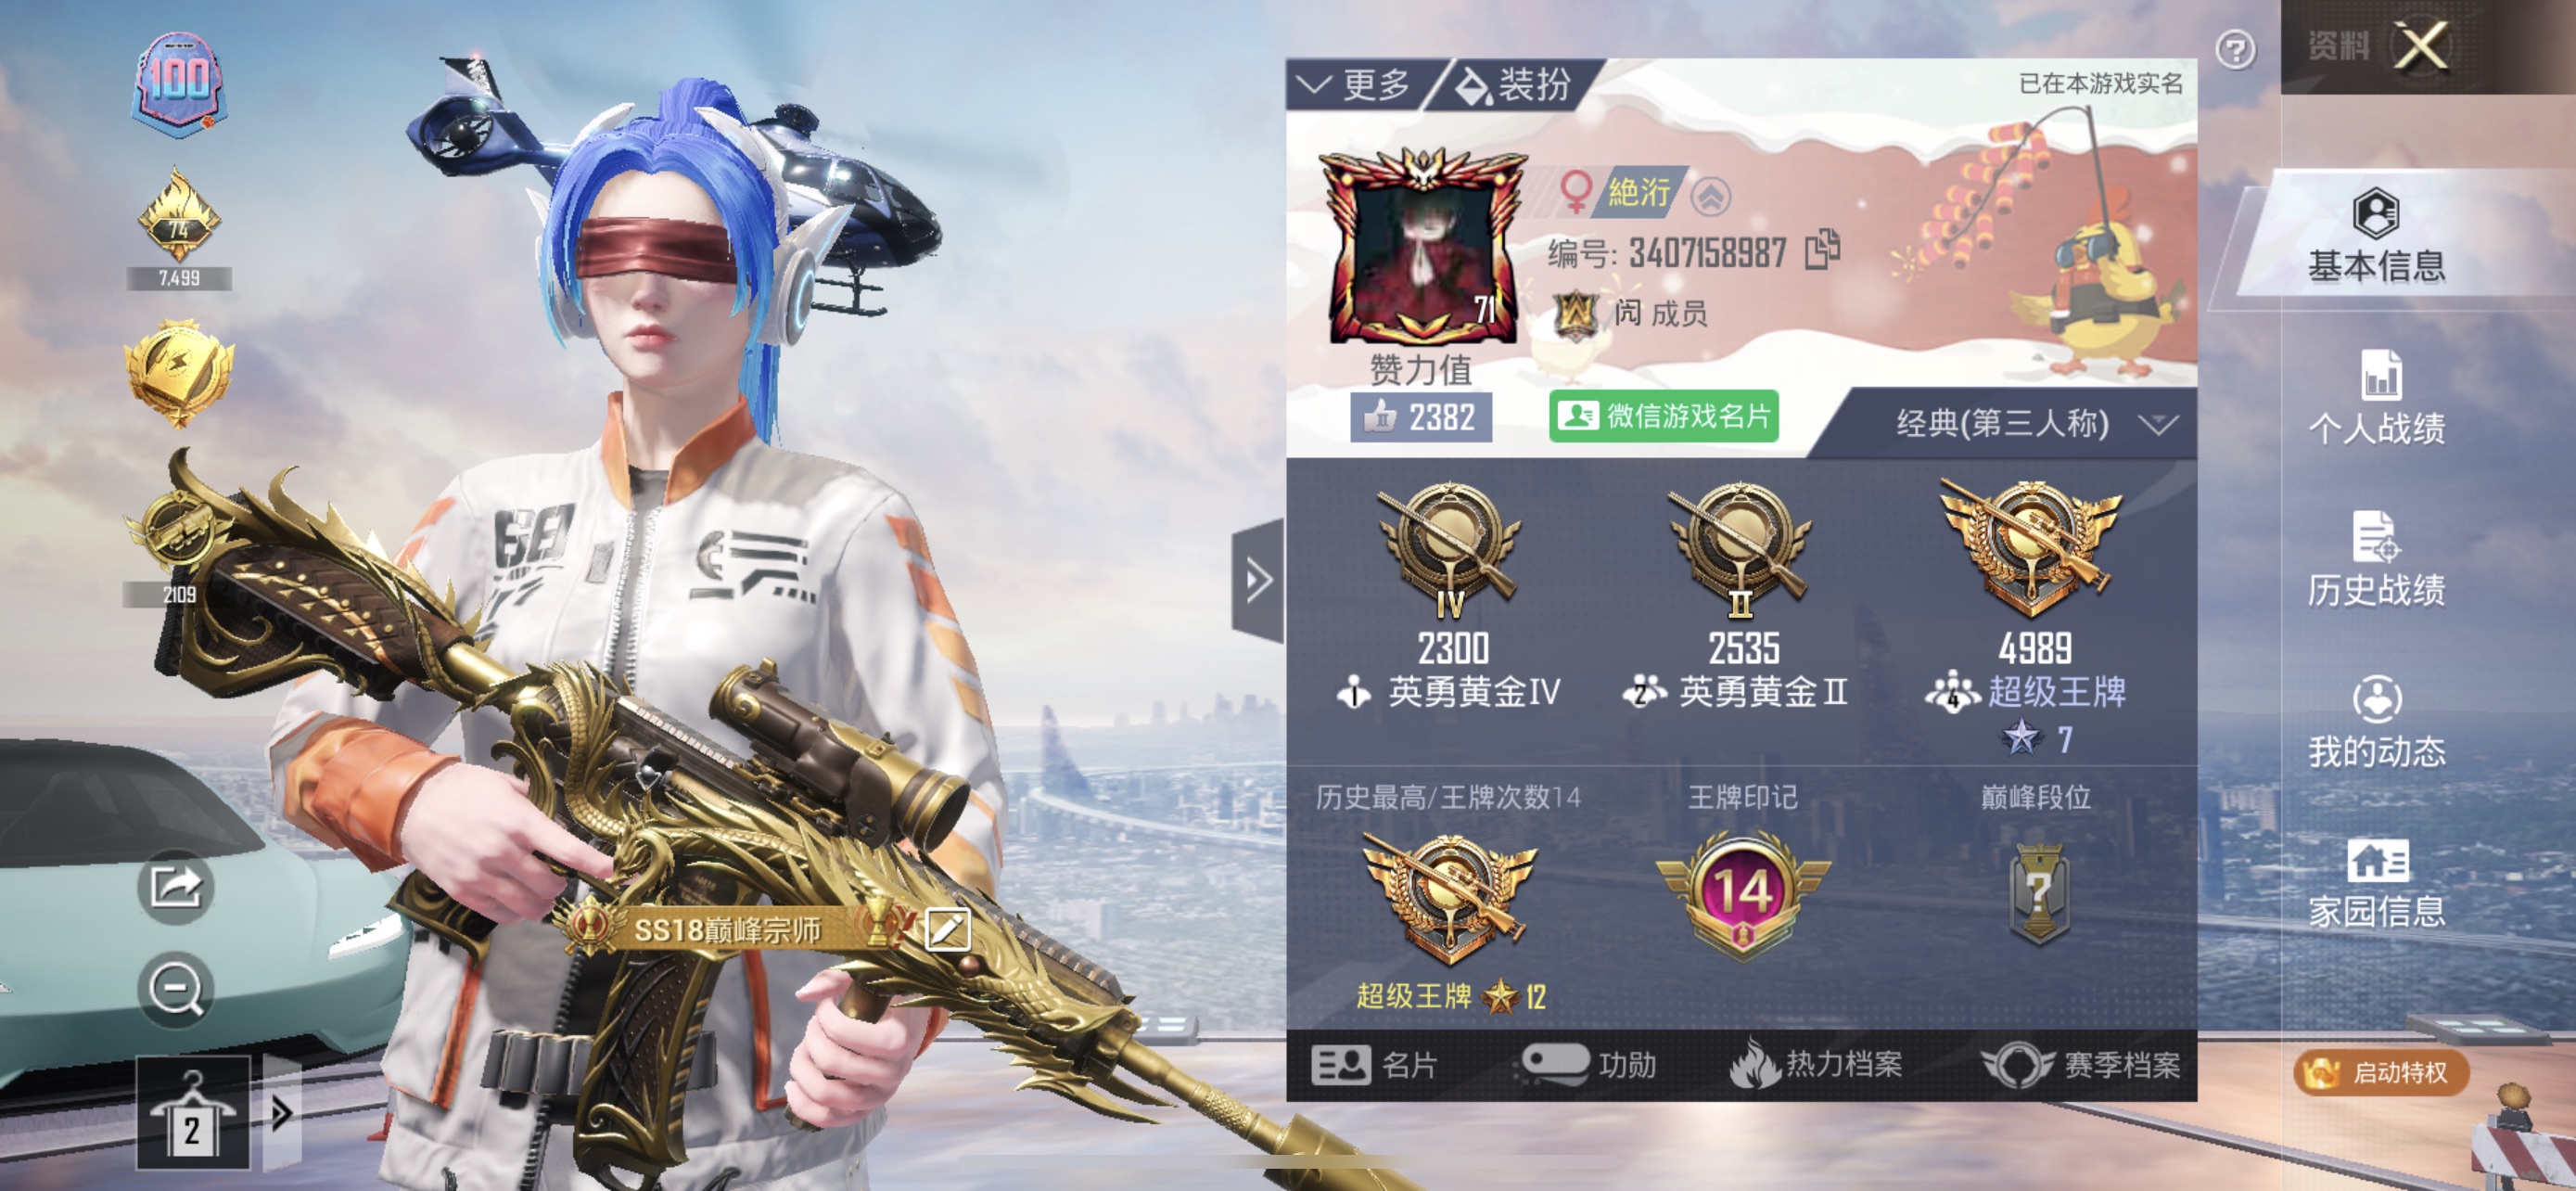 100
74
7,499
2109
SS18巅峰宗师
2
更多
装扮
已在本游戏实名
絶洐
编号: 3407158987
71
闶 成员
赞力值
2382
微信游戏名片
经典(第三人称)
IV
II
2300
2535
4989
1 英勇黄金IV
2 英勇黄金II
4 超级王牌
7
历史最高/王牌次数14
王牌印记
巅峰段位
14
?
超级王牌 12
名片
功勋
热力档案
赛季档案
?
资料
基本信息
个人战绩
历史战绩
我的动态
家园信息
启动特权